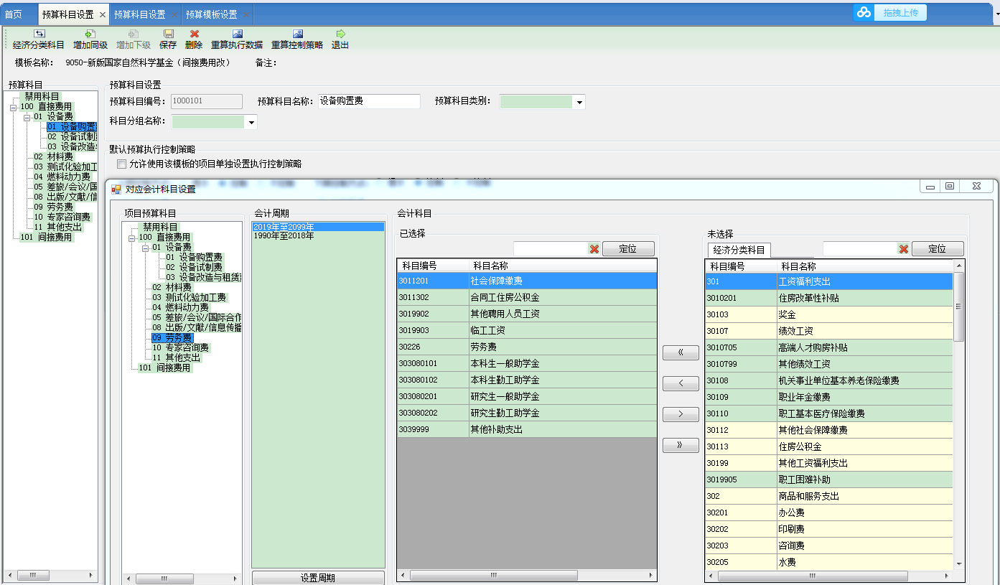 首页 预算科目设置 预算科目设置 预算模板设置 拖拽上传
经济分类科目 增加同级 增加下级 保存 删除 重算执行数据 重算控制策略 退出
模板名称： 9050-新版国家自然科学基金（间接费用改） 备注：
预算科目
禁用科目
100 直接费用
01 设备费
01 设备购置
02 设备试制
03 设备改造
02 材料费
03 测试化验加工
04 燃料动力费
05 差旅/会议/国
08 出版/文献/信
09 劳务费
10 专家咨询费
11 其他支出
101 间接费用
预算科目设置
预算科目编号： 1000101 预算科目名称： 设备购置费 预算科目类别：
科目分组名称：
默认预算执行控制策略
允许使用该模板的项目单独设置执行控制策略
对应会计科目设置
项目预算科目
禁用科目
100 直接费用
01 设备费
01 设备购置费
02 设备试制费
03 设备改造与租赁
02 材料费
03 测试化验加工费
04 燃料动力费
05 差旅/会议/国际合作
08 出版/文献/信息传播
09 劳务费
10 专家咨询费
11 其他支出
101 间接费用
会计周期
2019年至2099年
1990年至2018年
设置周期
会计科目
已选择
定位
科目编号 科目名称
3011201 社会保障缴费
3011302 合同工住房公积金
3019902 其他聘用人员工资
3019903 临工工资
30226 劳务费
303080101 本科生一般助学金
303080102 本科生勤工助学金
303080201 研究生一般助学金
303080202 研究生勤工助学金
3039999 其他补助支出
未选择
经济分类科目 定位
科目编号 科目名称
301 工资福利支出
3010201 住房改革性补贴
30103 奖金
30107 绩效工资
3010705 高端人才购房补贴
3010799 其他绩效工资
30108 机关事业单位基本养老保险缴费
30109 职业年金缴费
30110 职工基本医疗保险缴费
30112 其他社会保障缴费
30113 住房公积金
30199 其他工资福利支出
3019905 职工困难补助
302 商品和服务支出
30201 办公费
30202 印刷费
30203 咨询费
30205 水费